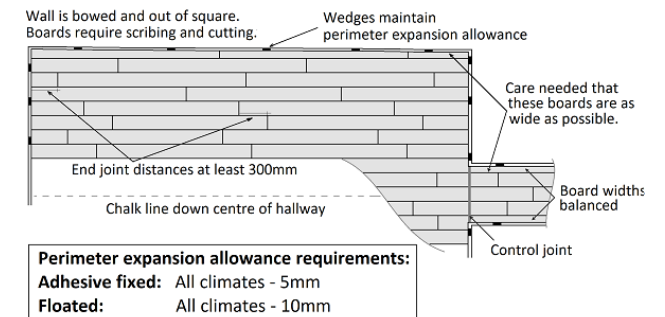 Wall is bowed and out of square.
Boards require scribing and cutting.
Wedges maintain
perimeter expansion allowance
Care needed that
these boards are as
wide as possible.
End joint distances at least 300mm
Board widths
balanced
Chalk line down centre of hallway
Control joint
Perimeter expansion allowance requirements:
Adhesive fixed: All climates - 5mm
Floated: All climates - 10mm